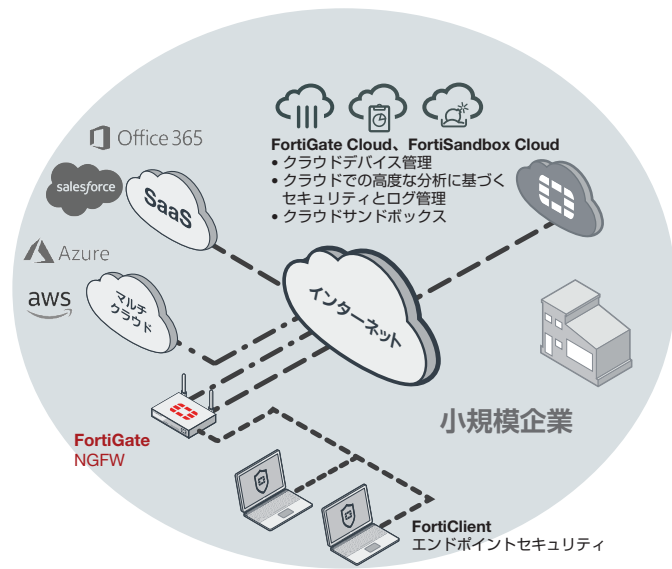 Office 365
salesforce
SaaS
Azure
aws
マルチ
クラウド
FortiGate Cloud、FortiSandbox Cloud
• クラウドデバイス管理
• クラウドでの高度な分析に基づく
セキュリティとログ管理
• クラウドサンドボックス
インターネット
小規模企業
FortiGate
NGFW
FortiClient
エンドポイントセキュリティ